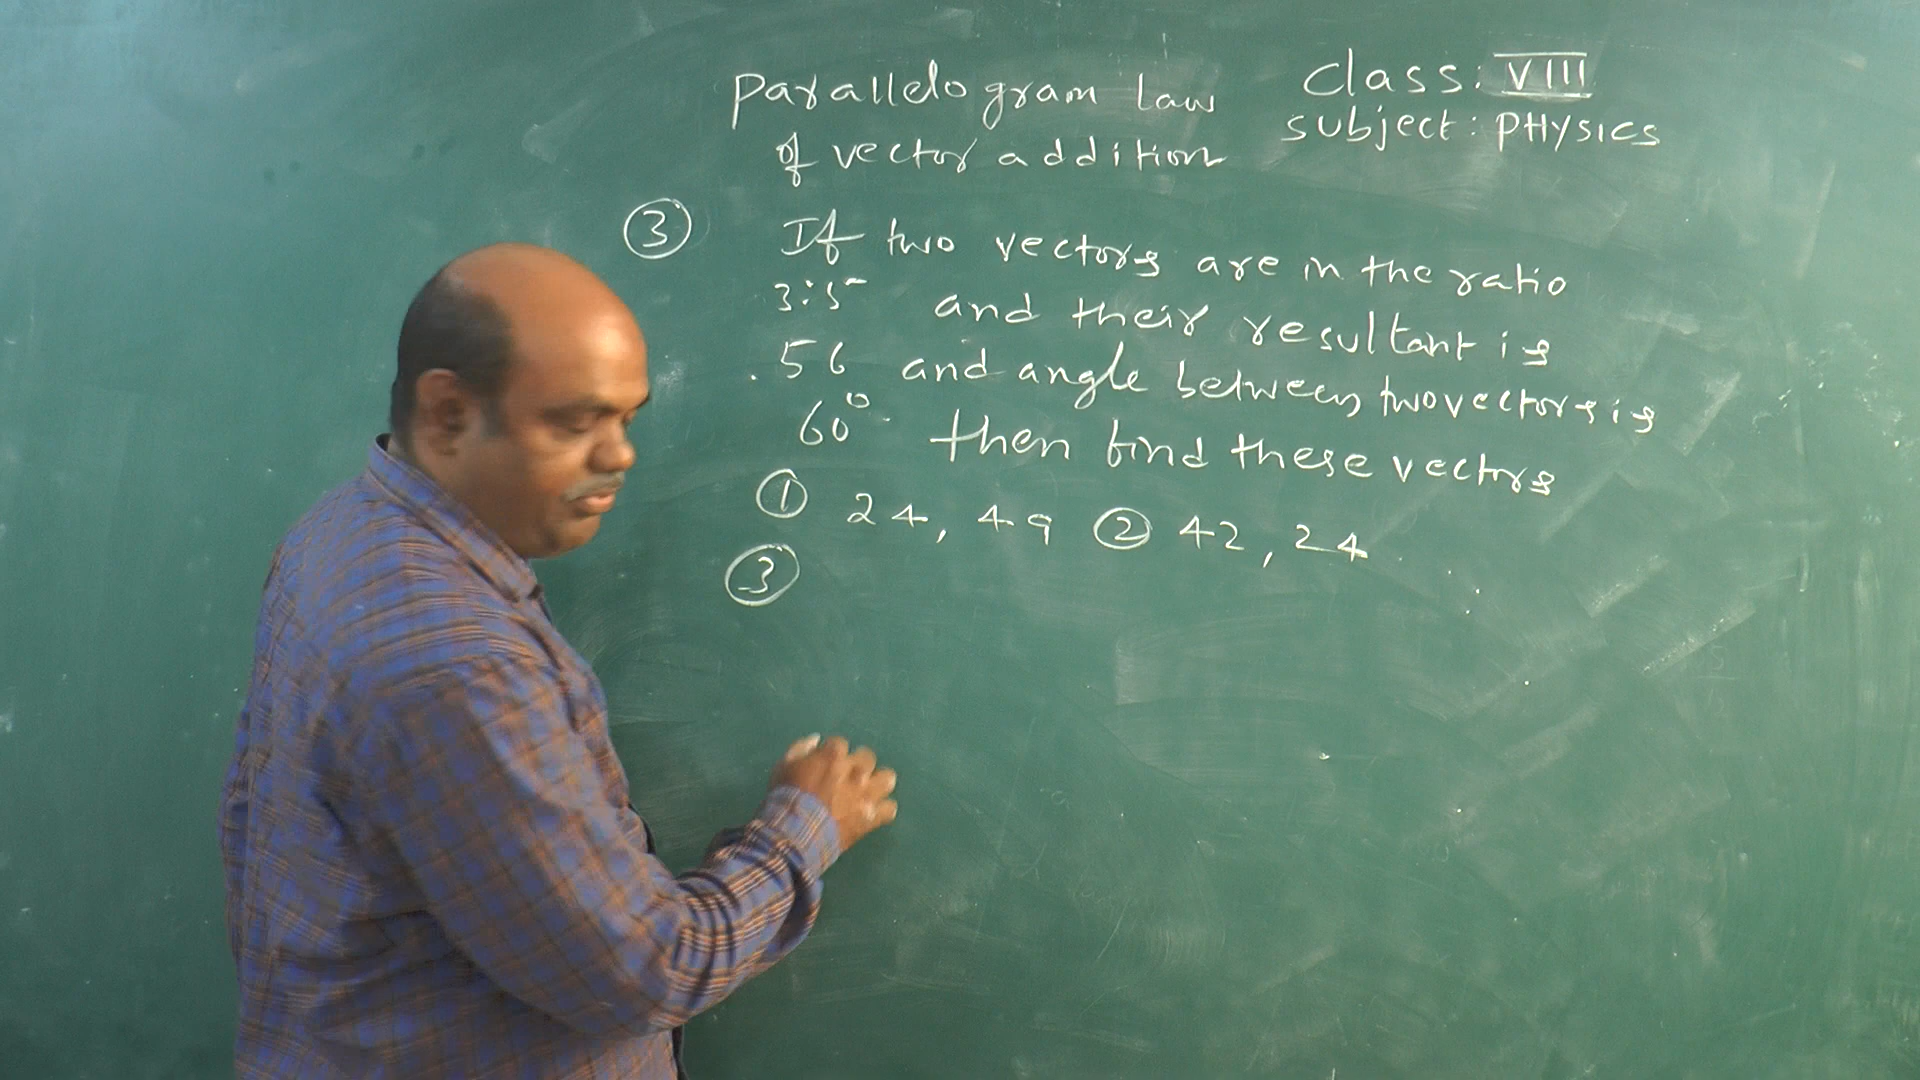 Parallelogram Law
of vector addition
Class: VIII
subject: PHYSICS
③ If two vectors are in the ratio
3:5 and their resultant is
56 and angle between two vectors is
60° then find these vectors
① 24, 49 ② 42, 24
③